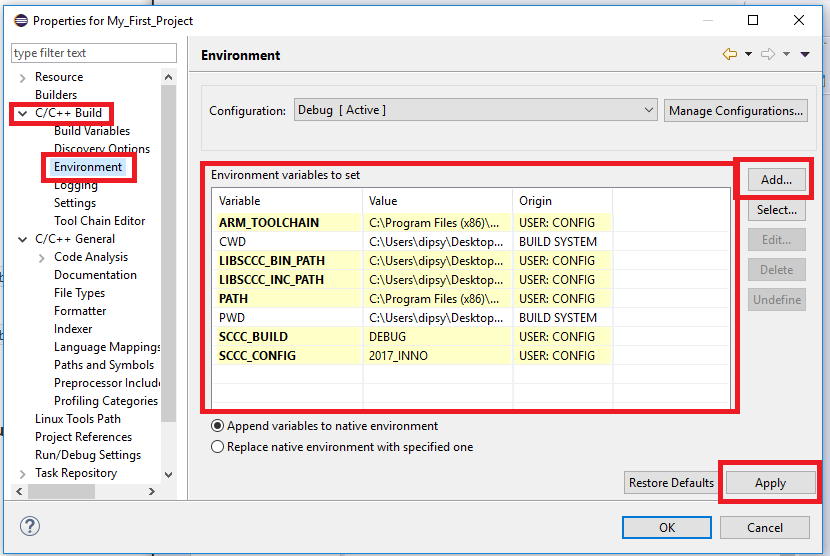 Properties for My_First_Project
type filter text
Resource
Builders
C/C++ Build
Build Variables
Discovery Options
Environment
Logging
Settings
Tool Chain Editor
C/C++ General
Code Analysis
Documentation
File Types
Formatter
Indexer
Language Mappings
Paths and Symbols
Preprocessor Include
Profiling Categories
Linux Tools Path
Project References
Run/Debug Settings
Task Repository
Environment
Configuration: Debug [ Active ] Manage Configurations...
Environment variables to set
Variable Value Origin
ARM_TOOLCHAIN C:\Program Files (x86)\... USER: CONFIG
CWD C:\Users\dipsy\Desktop... BUILD SYSTEM
LIBSCCC_BIN_PATH C:\Users\dipsy\Desktop... USER: CONFIG
LIBSCCC_INC_PATH C:\Users\dipsy\Desktop... USER: CONFIG
PATH C:\Program Files (x86)\... USER: CONFIG
PWD C:\Users\dipsy\Desktop... BUILD SYSTEM
SCCC_BUILD DEBUG USER: CONFIG
SCCC_CONFIG 2017_INNO USER: CONFIG
Add...
Select...
Edit...
Delete
Undefine
Append variables to native environment
Replace native environment with specified one
Restore Defaults Apply
? OK Cancel